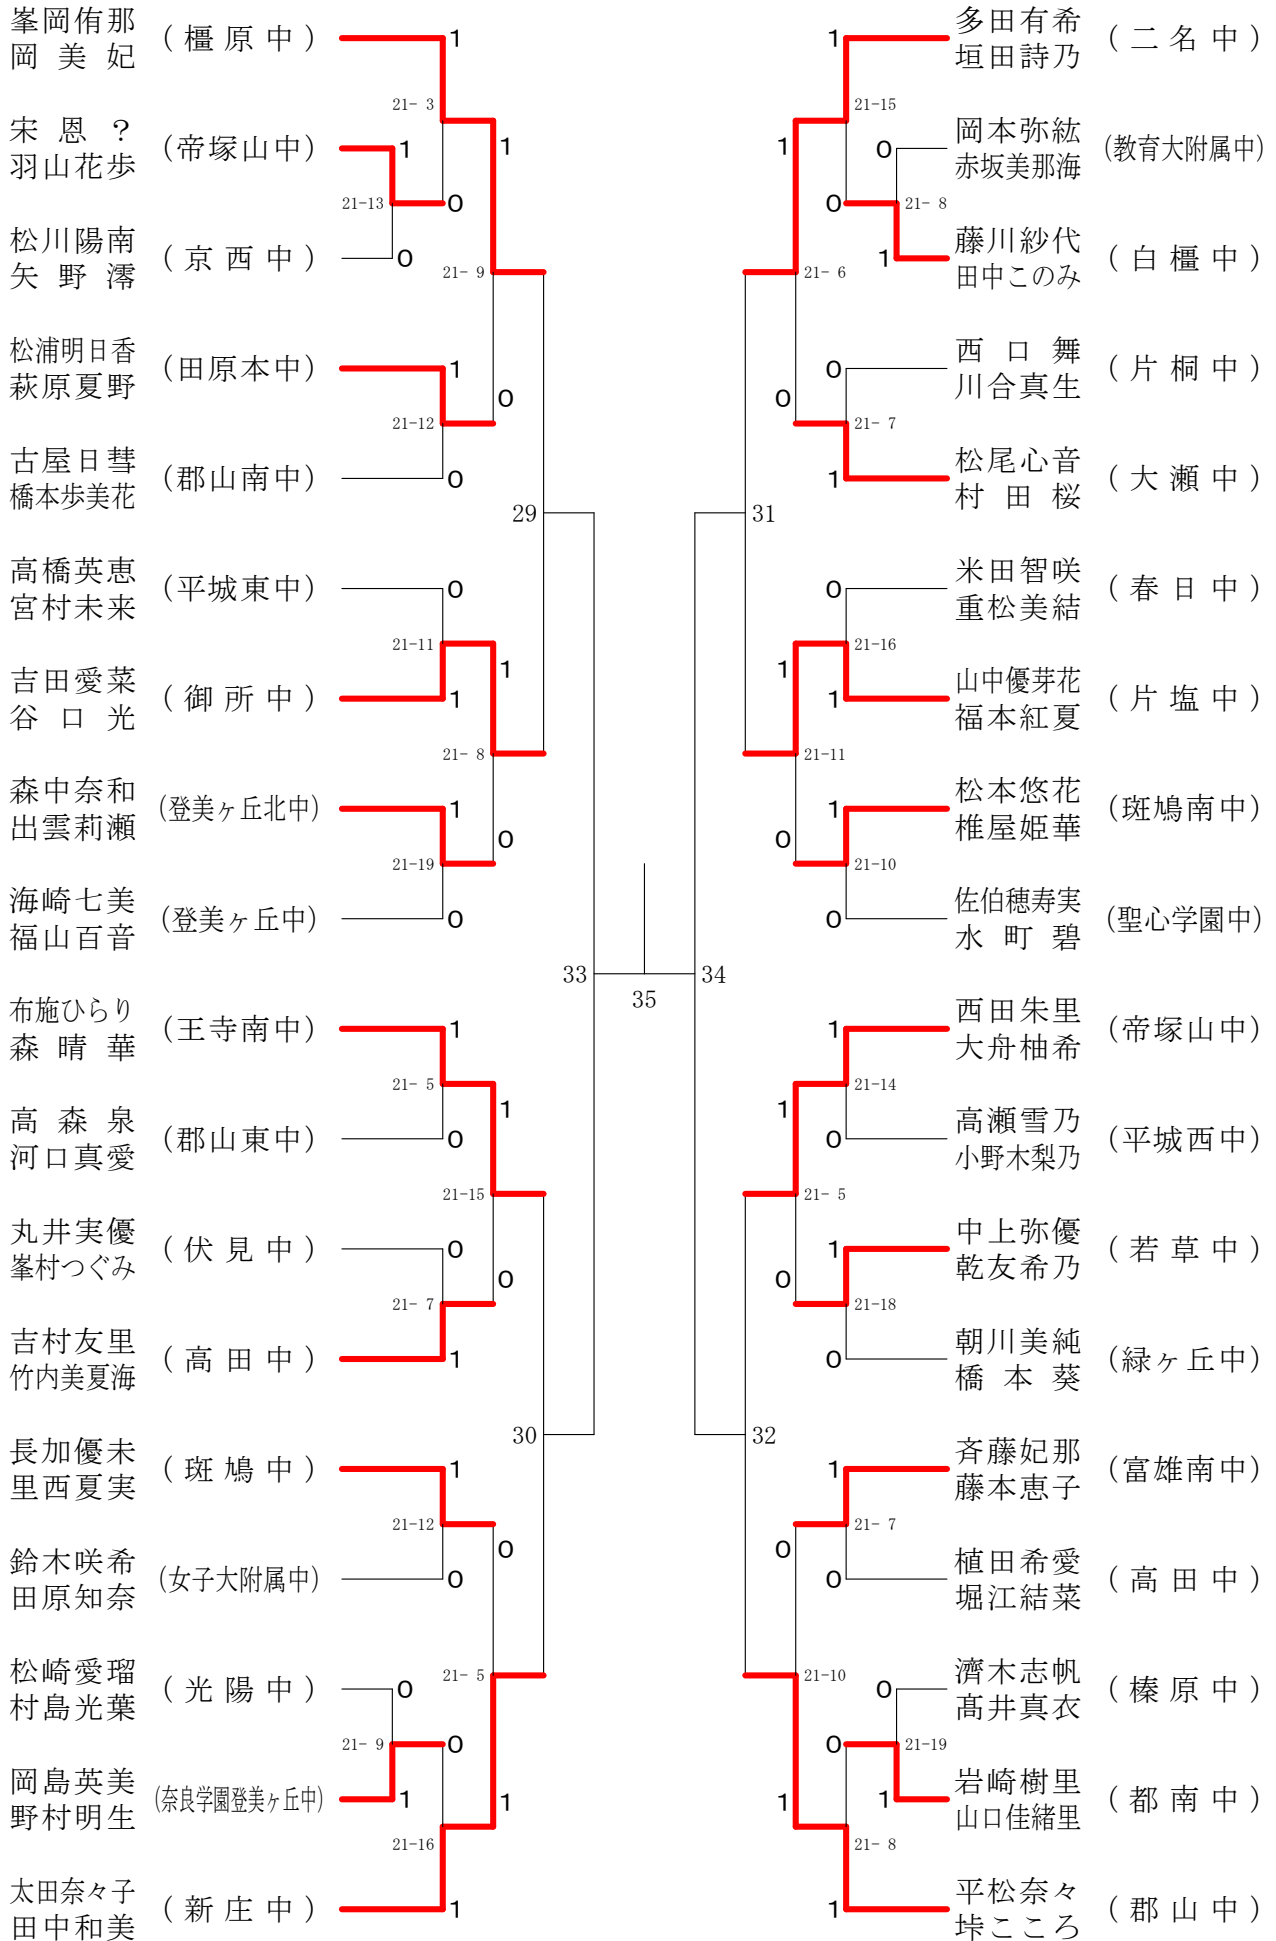 峯岡侑那
岡美妃
(橿原中)
1
21- 3
宋恩?
羽山花歩
(帝塚山中)
1
1
21-13
0
松川陽南
矢野澪
(京西中)
0
21- 9
松浦明日香
萩原夏野
(田原本中)
1
0
21-12
古屋日彗
橋本歩美花
(郡山南中)
0
29
高橋英恵
宮村未来
(平城東中)
0
21-11
1
吉田愛菜
谷口光
(御所中)
1
21- 8
森中奈和
出雲莉瀬
(登美ヶ丘北中)
1
0
21-19
海崎七美
福山百音
(登美ヶ丘中)
0
33
布施ひらり
森晴華
(王寺南中)
1
21- 5
1
高森泉
河口真愛
(郡山東中)
0
21-15
丸井実優
峯村つぐみ
(伏見中)
0
0
21- 7
吉村友里
竹内美夏海
(高田中)
1
30
長加優未
里西夏実
(斑鳩中)
1
21-12
0
鈴木咲希
田原知奈
(女子大附属中)
0
21- 5
松崎愛瑠
村島光葉
(光陽中)
0
21- 9
0
岡島英美
野村明生
(奈良学園登美ヶ丘中)
1
1
21-16
太田奈々子
田中和美
(新庄中)
1
35
1
多田有希
垣田詩乃
(二名中)
21-15
1
0
岡本弥紘
赤坂美那海
(教育大附属中)
0
21- 8
1
藤川紗代
田中このみ
(白橿中)
21- 6
0
西口舞
川合真生
(片桐中)
0
21- 7
1
松尾心音
村田桜
(大瀬中)
31
0
米田智咲
重松美結
(春日中)
21-16
1
1
山中優芽花
福本紅夏
(片塩中)
21-11
1
松本悠花
椎屋姫華
(斑鳩南中)
0
21-10
0
佐伯穂寿実
水町碧
(聖心学園中)
34
1
西田朱里
大舟柚希
(帝塚山中)
21-14
1
0
高瀬雪乃
小野木梨乃
(平城西中)
21- 5
1
中上弥優
乾友希乃
(若草中)
0
21-18
0
朝川美純
橋本葵
(緑ヶ丘中)
32
1
斉藤妃那
藤本恵子
(富雄南中)
21- 7
0
0
植田希愛
堀江結菜
(高田中)
21-10
0
濟木志帆
髙井真衣
(榛原中)
0
21-19
1
1
岩崎樹里
山口佳緒里
(都南中)
21- 8
1
平松奈々
垰こころ
(郡山中)